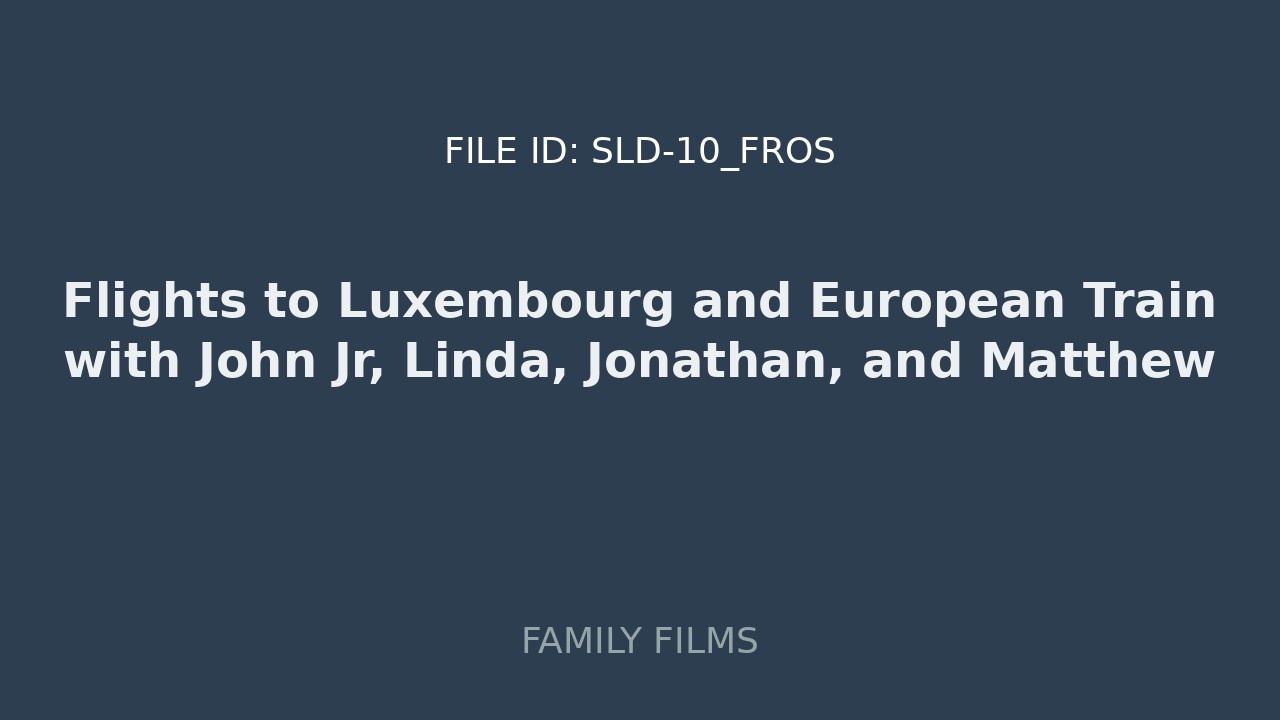 FILE ID: SLD-10_FROS
Flights to Luxembourg and European Train
with John Jr, Linda, Jonathan, and Matthew
FAMILY FILMS